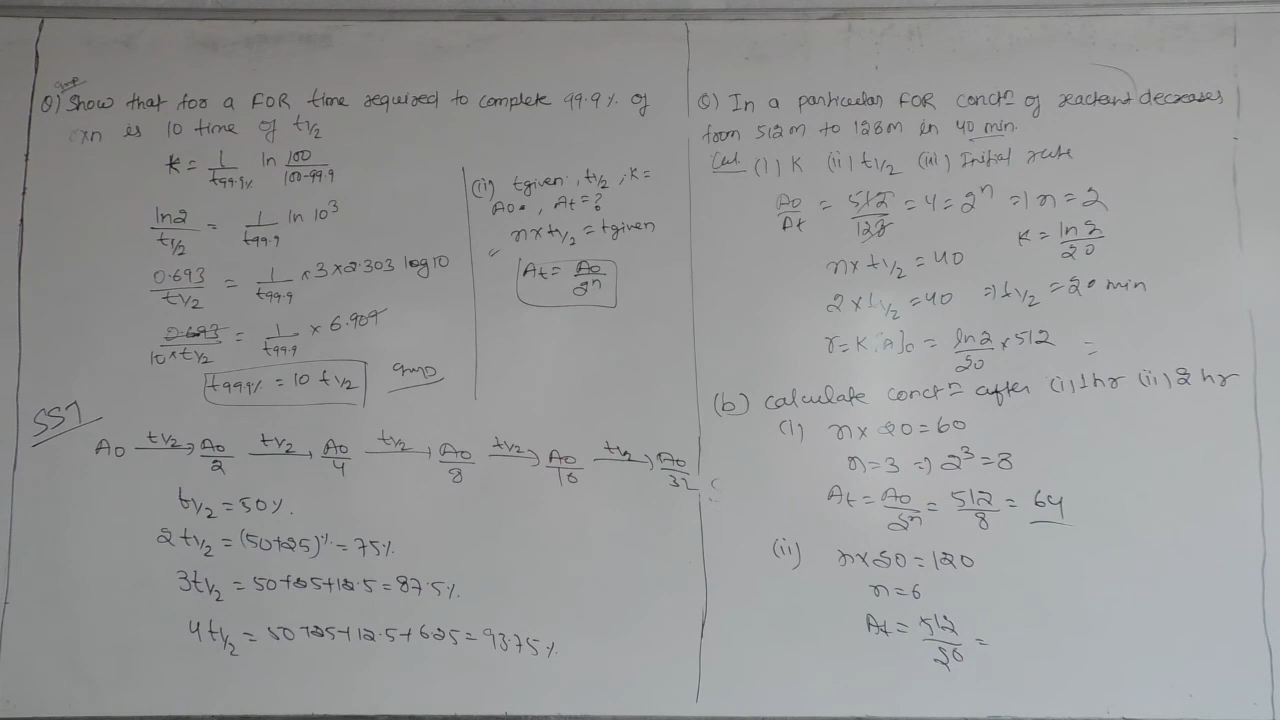 Imp
Q) Show that for a FOR time required to complete 99.9% of
rxn is 10 time of t1/2
K = 1/t99.9% ln 100/100-99.9
ln2/t1/2 = 1/t99.9 ln 10^3
0.693/t1/2 = 1/t99.9 × 3 × 2.303 log10
0.693/10×t1/2 = 1/t99.9 × 6.909
t99.9% = 10 t1/2
(ii) tgiven, t1/2, K =
A0 = , At = ?
n × t1/2 = tgiven
At = A0/2^n
SST
A0 →(t1/2) A0/2 →(t1/2) A0/4 →(t1/2) A0/8 →(t1/2) A0/16 →(t1/2) A0/32
t1/2 = 50%.
2 t1/2 = (50+25)% = 75%.
3t1/2 = 50+25+12.5 = 87.5%.
4t1/2 = 50+25+12.5+6.25 = 93.75%.
Q) In a particular FOR conct^n of reactant decreases
from 512m to 128m in 40 min.
Cal. (i) K (ii) t1/2 (iii) Initial rate
A0/At = 512/128 = 4 = 2^n ⇒ n = 2
n × t1/2 = 40
K = ln2/20
2 × t1/2 = 40 ⇒ t1/2 = 20 min
r = K[A]0 = ln2/20 × 512 =
(b) calculate conct^n after (i) 1hr (ii) 2 hr
(i) n × 20 = 60
n = 3 ⇒ 2^3 = 8
At = A0/2^n = 512/8 = 64
(ii) n × 20 = 120
n = 6
At = 512/20 =